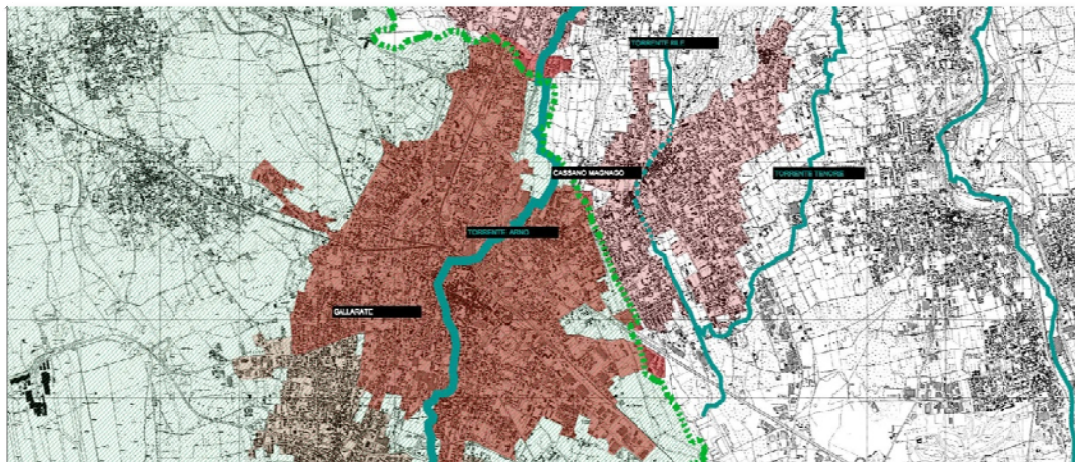 TORRENTE RILE
CASSANO MAGNAGO
TORRENTE TENORE
TORRENTE ARNO
GALLARATE